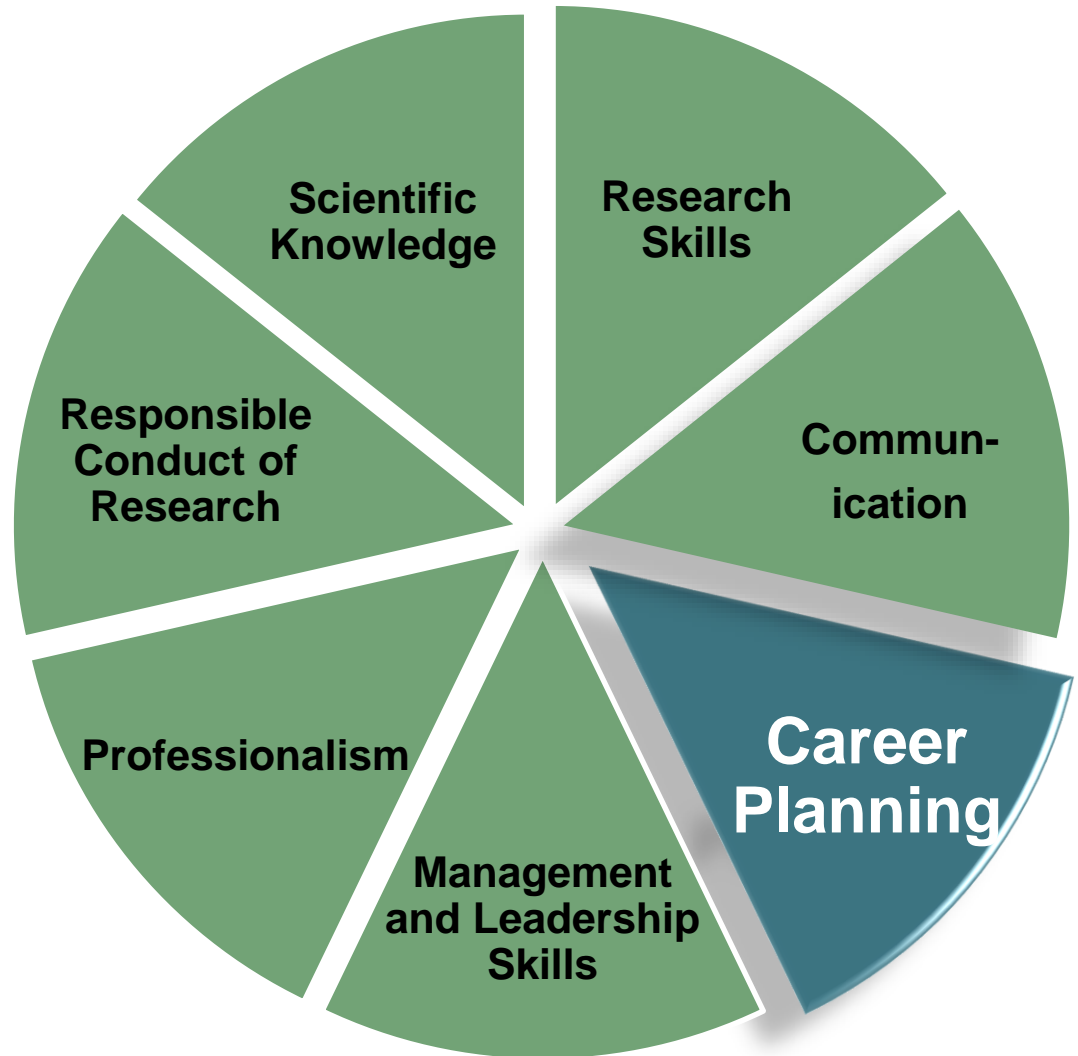 Scientific
Knowledge
Research
Skills
Responsible
Conduct of
Research
Commun-
ication
Professionalism
Career
Planning
Management
and Leadership
Skills